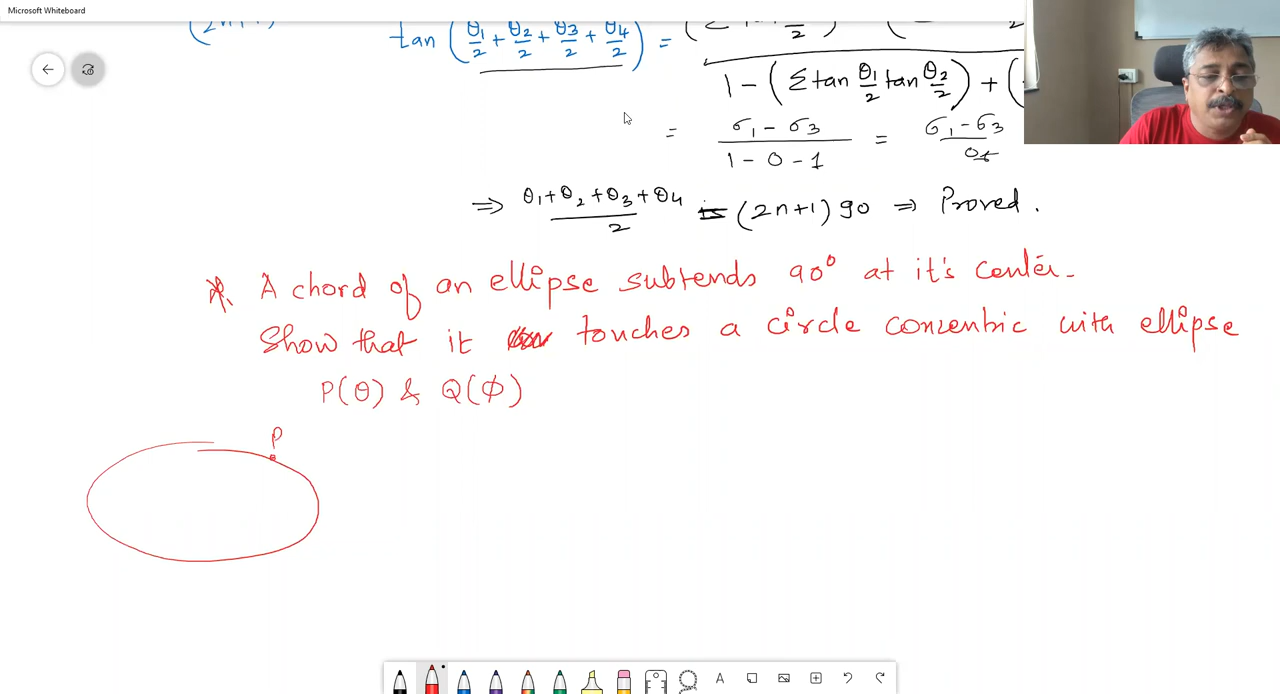 Microsoft Whiteboard
tan (θ1/2 + θ2/2 + θ3/2 + θ4/2) =
1 - (Σ tan θ1/2 tan θ2/2) + (
= σ1 - σ3 / 1 - 0 - 1 = σ1 - σ3
⇒ θ1 + θ2 + θ3 + θ4 / 2 (2n+1) 90 ⇒ Proved.
*. A chord of an ellipse subtends 90° at it's center.
Show that it touches a circle concentric with ellipse
P(θ) & Q(φ)
P
A